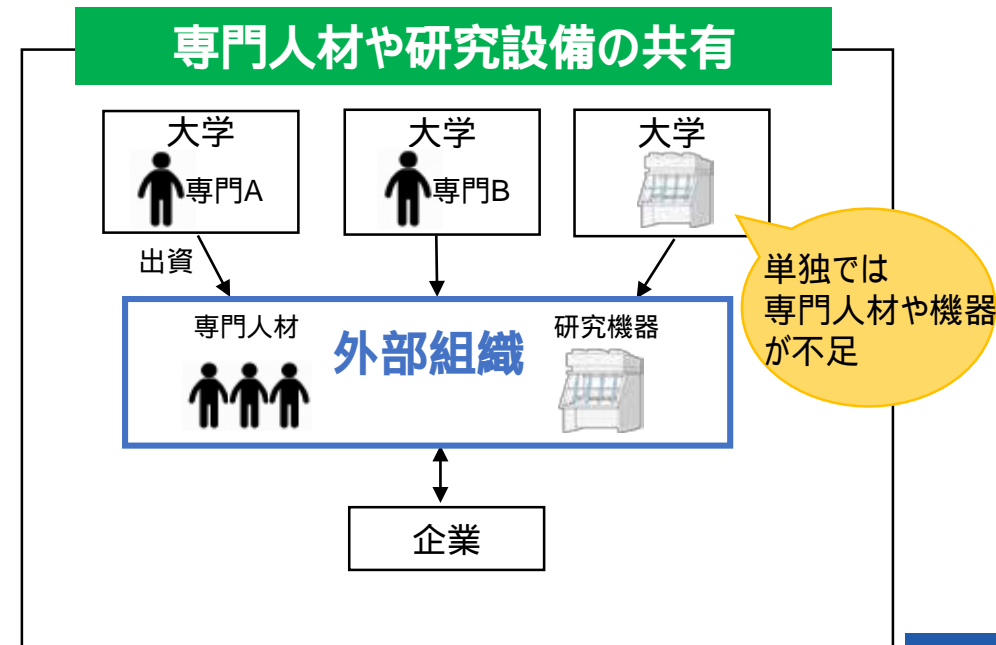 専門人材や研究設備の共有
大学
専門A
大学
専門B
大学
出資
単独では
専門人材や機器
が不足
専門人材
外部組織
研究機器
企業